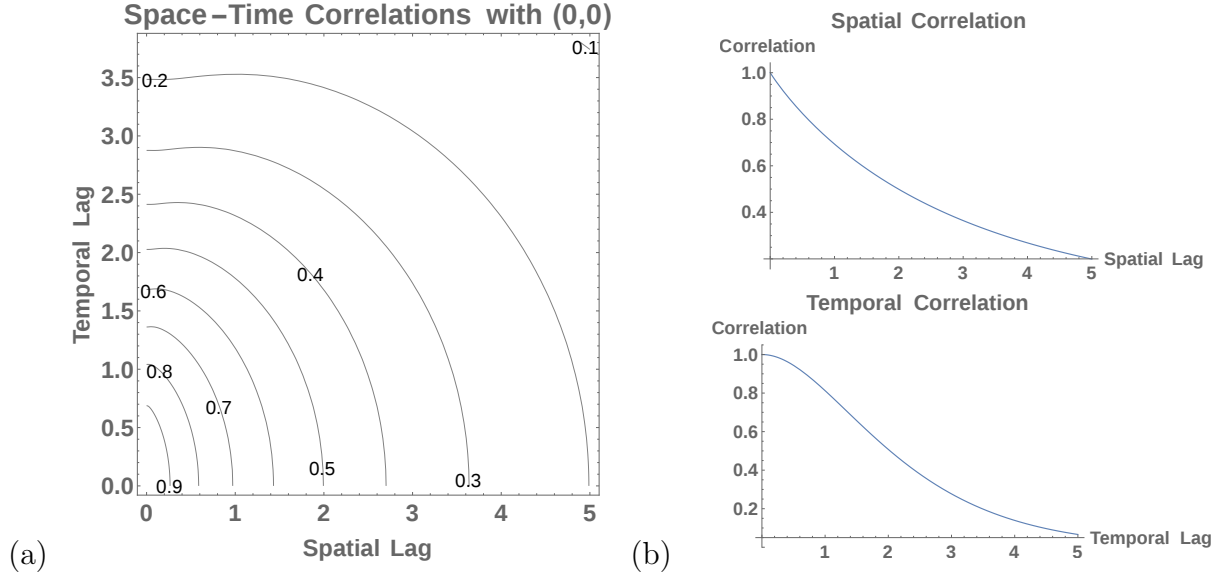 Space−Time Correlations with (0,0)
0.1
3.5
0.2
3.0
2.5
2.0
0.4
1.5
0.6
1.0
0.8
0.7
0.5
0.5
0.3
0.0
0.9
0 1 2 3 4 5
Temporal Lag
Spatial Lag
(a)
Spatial Correlation
Correlation
1.0
0.8
0.6
0.4
1 2 3 4 5
Spatial Lag
Temporal Correlation
Correlation
1.0
0.8
0.6
0.4
0.2
1 2 3 4 5
Temporal Lag
(b)